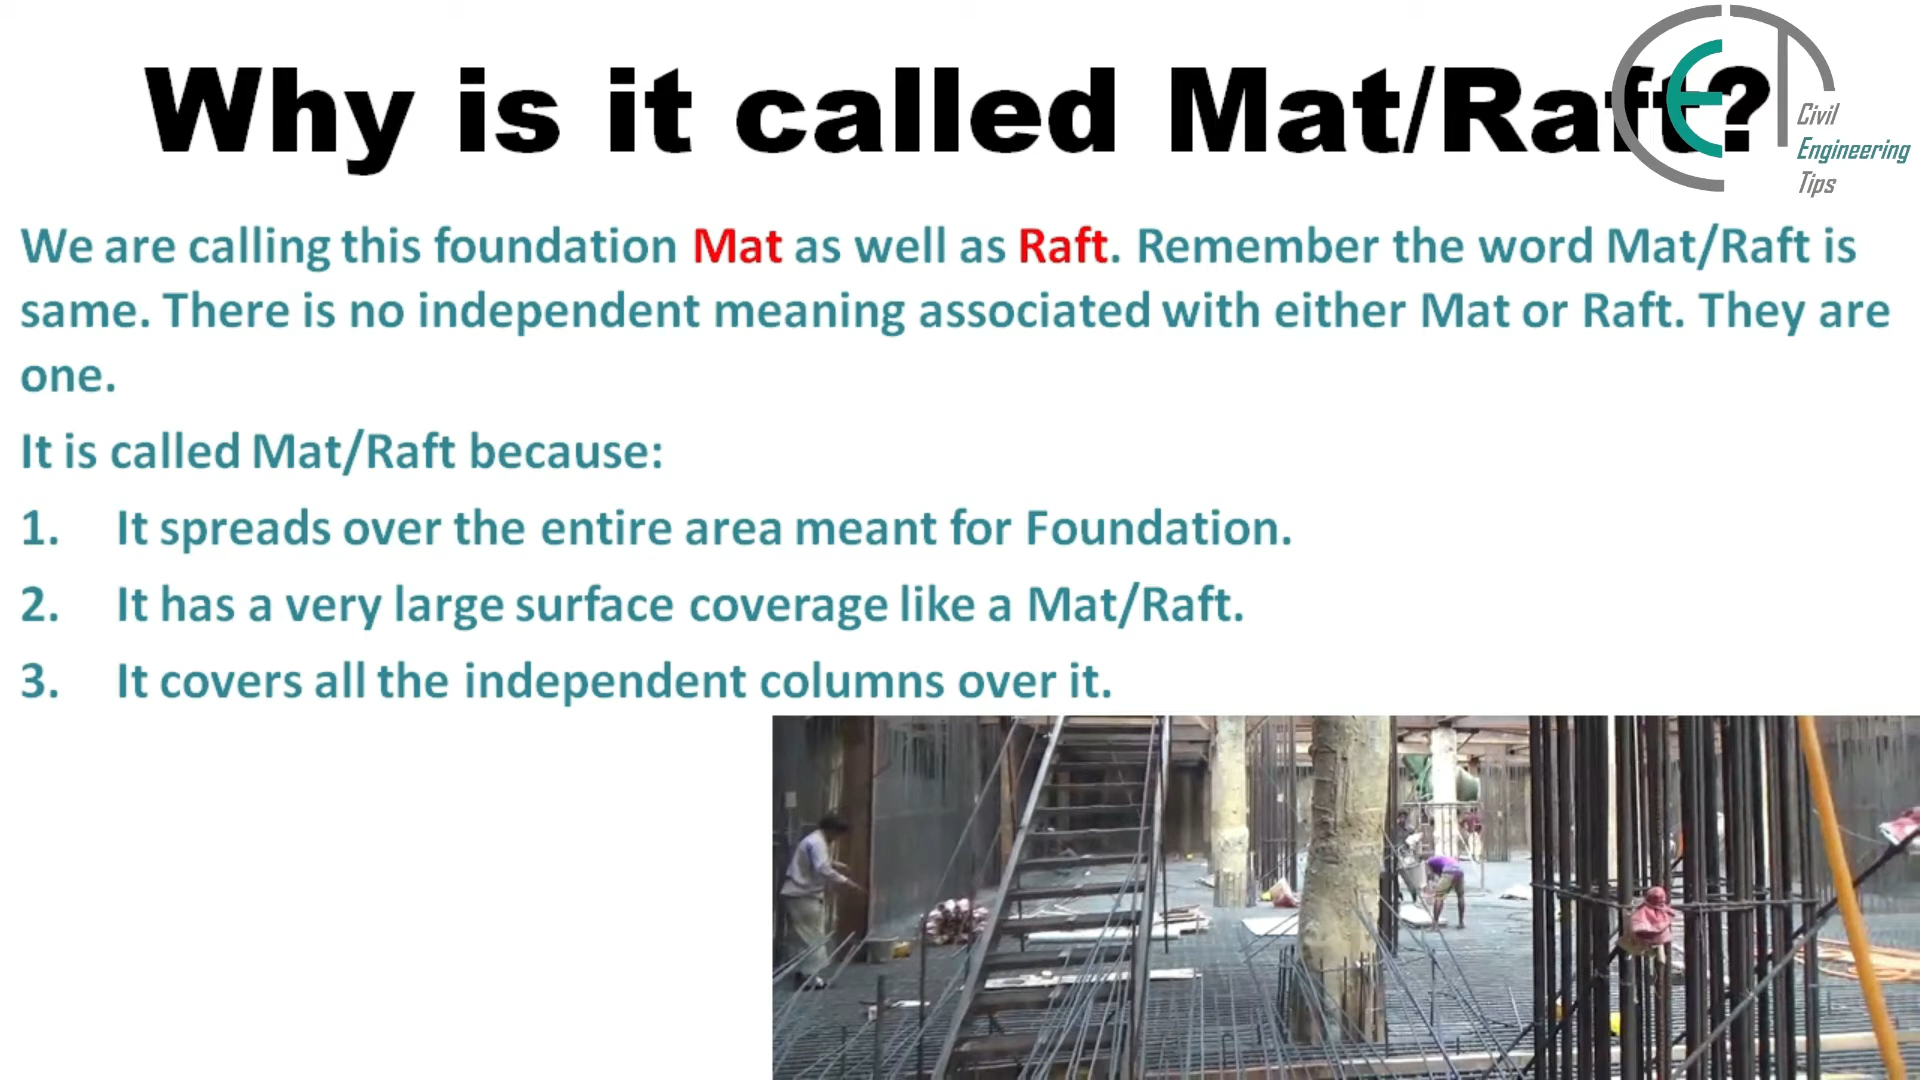 Why is it called Mat/Raft?
Civil
Engineering
Tips
We are calling this foundation Mat as well as Raft. Remember the word Mat/Raft is
same. There is no independent meaning associated with either Mat or Raft. They are
one.
It is called Mat/Raft because:
1. It spreads over the entire area meant for Foundation.
2. It has a very large surface coverage like a Mat/Raft.
3. It covers all the independent columns over it.